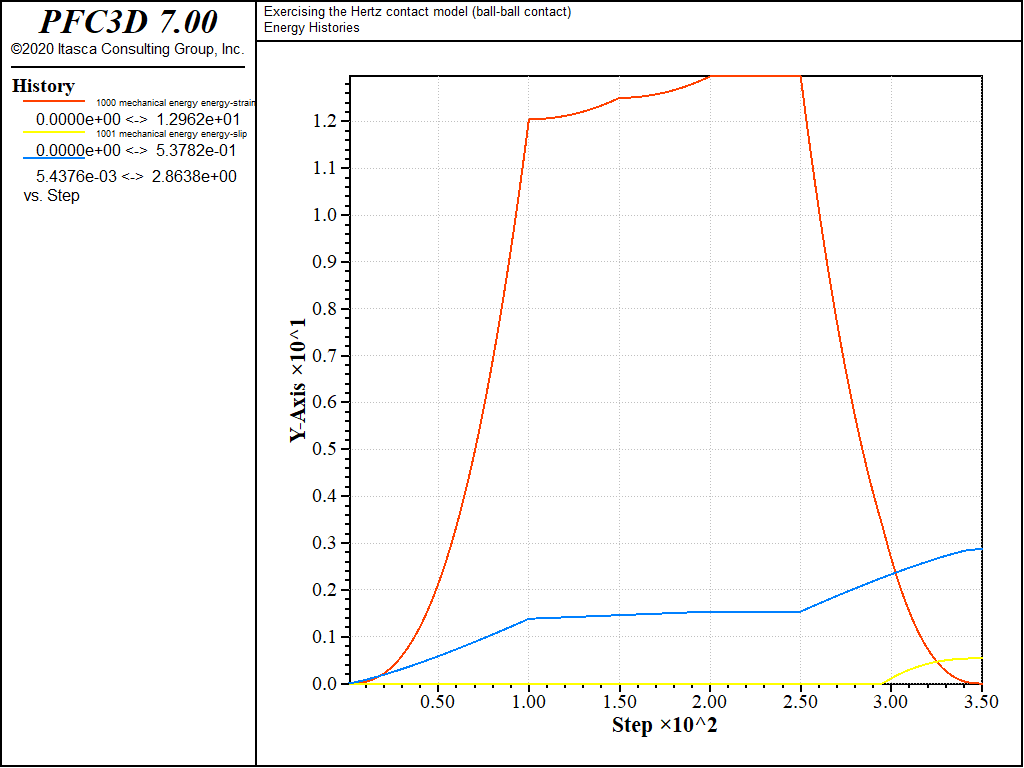 PFC3D 7.00
©2020 Itasca Consulting Group, Inc.
History
1000 mechanical energy energy-strain
0.0000e+00 <-> 1.2962e+01
1001 mechanical energy energy-slip
0.0000e+00 <-> 5.3782e-01
5.4376e-03 <-> 2.8638e+00
vs. Step
Exercising the Hertz contact model (ball-ball contact)
Energy Histories
Y-Axis ×10^1
1.2
1.1
1.0
0.9
0.8
0.7
0.6
0.5
0.4
0.3
0.2
0.1
0.0
0.50 1.00 1.50 2.00 2.50 3.00 3.50
Step ×10^2